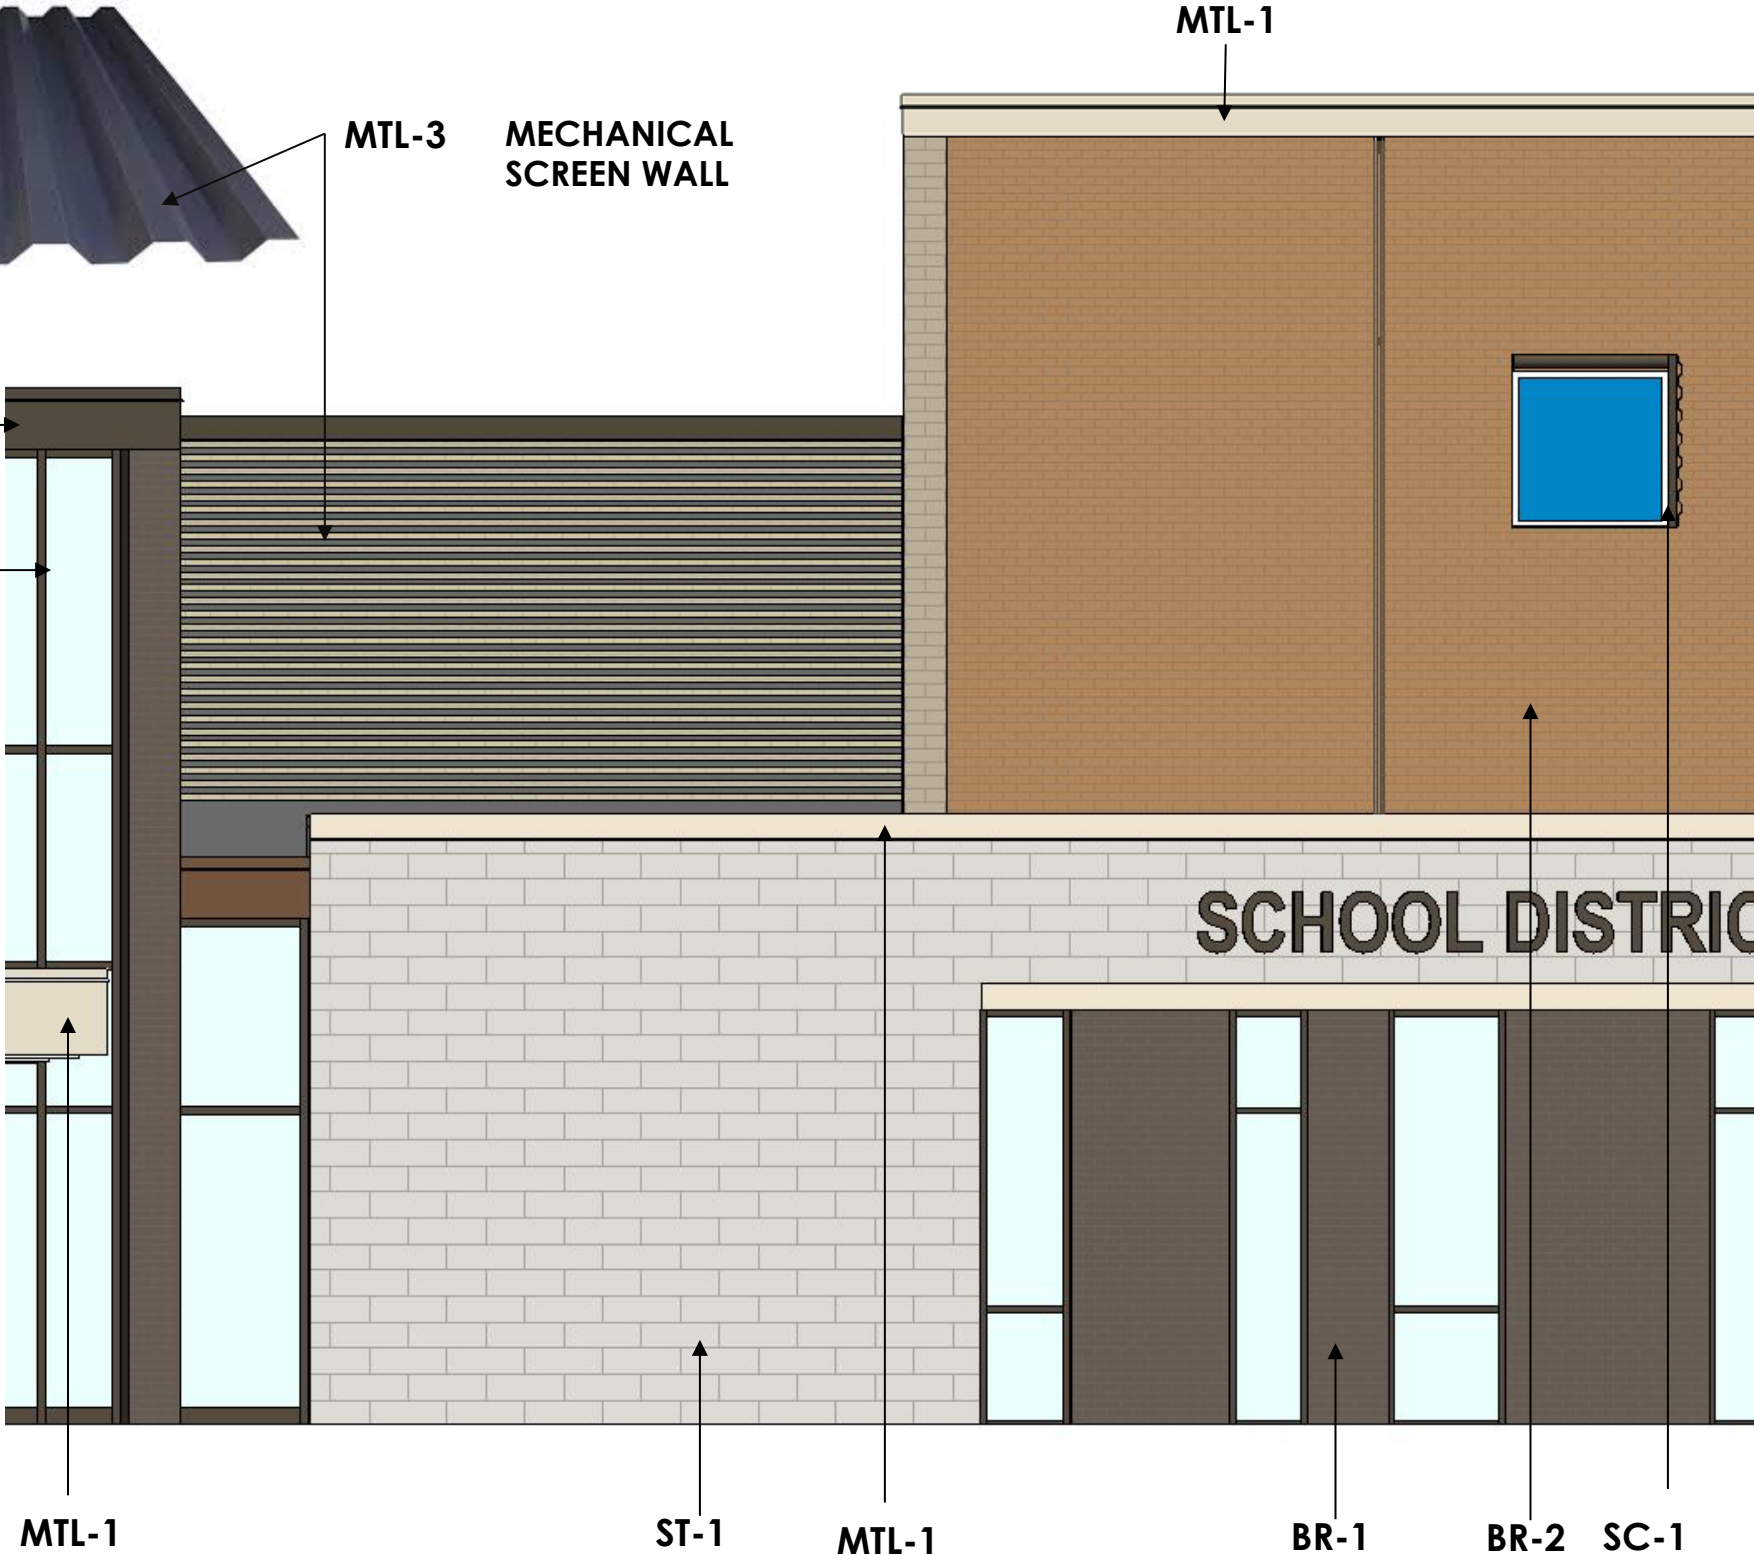 MTL-1
MTL-3 MECHANICAL
SCREEN WALL
SCHOOL DISTRIC
MTL-1 ST-1 MTL-1 BR-1 BR-2 SC-1